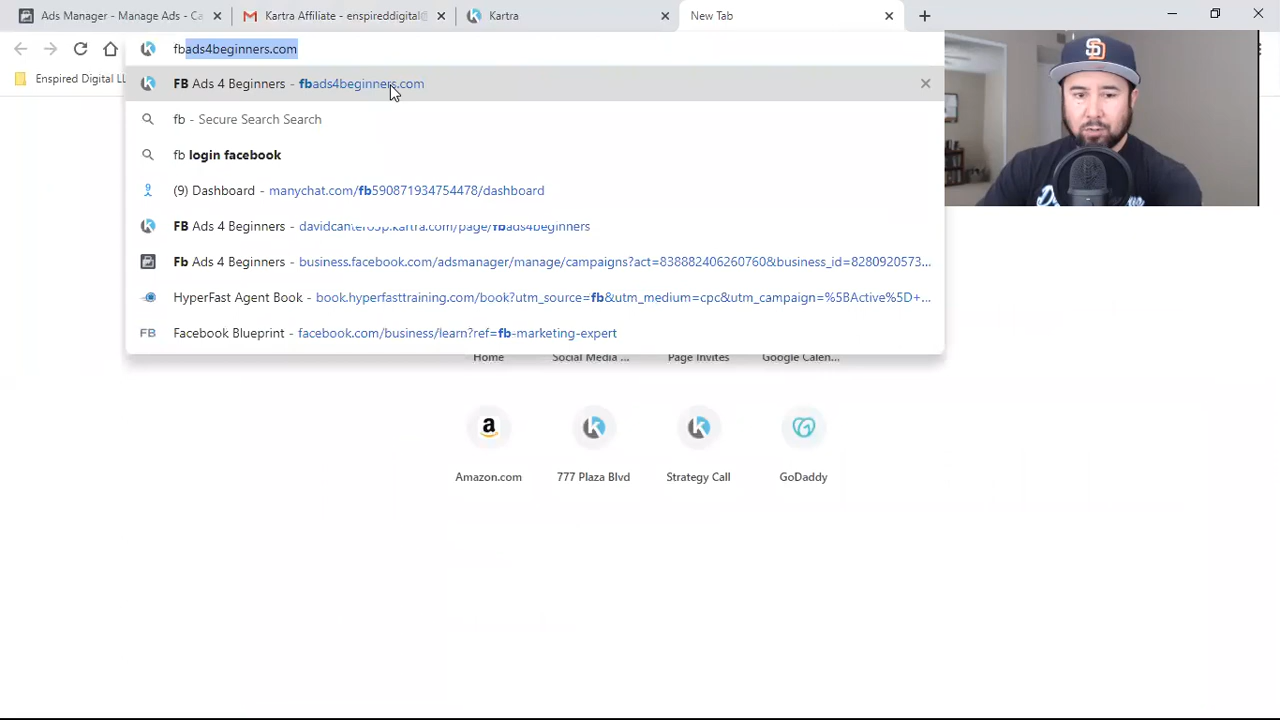 Ads Manager - Manage Ads - Ca
Kartra Affiliate - enspireddigital@
Kartra
New Tab
fbads4beginners.com
Enspired Digital LL
FB Ads 4 Beginners - fbads4beginners.com
fb - Secure Search Search
fb login facebook
(9) Dashboard - manychat.com/fb590871934754478/dashboard
FB Ads 4 Beginners - davidcantero5p.kartra.com/page/fbads4beginners
Fb Ads 4 Beginners - business.facebook.com/adsmanager/manage/campaigns?act=838882406260760&business_id=8280920573...
HyperFast Agent Book - book.hyperfasttraining.com/book?utm_source=fb&utm_medium=cpc&utm_campaign=%5BActive%5D+...
FB Facebook Blueprint - facebook.com/business/learn?ref=fb-marketing-expert
Home Social Media ... Page Invites Google Calen...
Amazon.com 777 Plaza Blvd Strategy Call GoDaddy